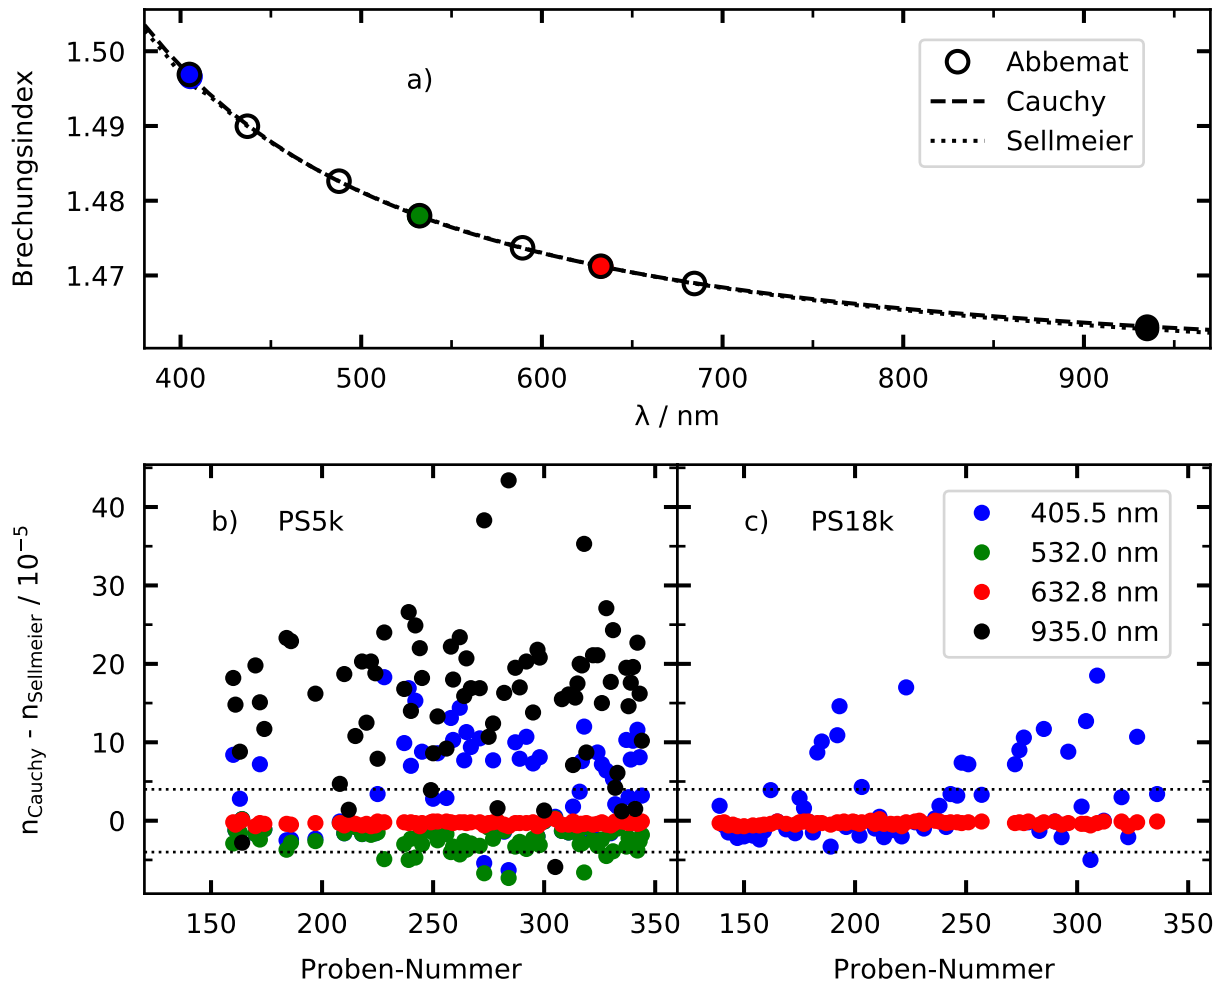 1.50
1.49
1.48
1.47
Brechungsindex
a)
Abbemat
Cauchy
Sellmeier
400 500 600 700 800 900
λ / nm
40
30
20
10
0
n_Cauchy - n_Sellmeier / 10⁻⁵
b) PS5k
c) PS18k
405.5 nm
532.0 nm
632.8 nm
935.0 nm
150 200 250 300 350
150 200 250 300 350
Proben-Nummer
Proben-Nummer